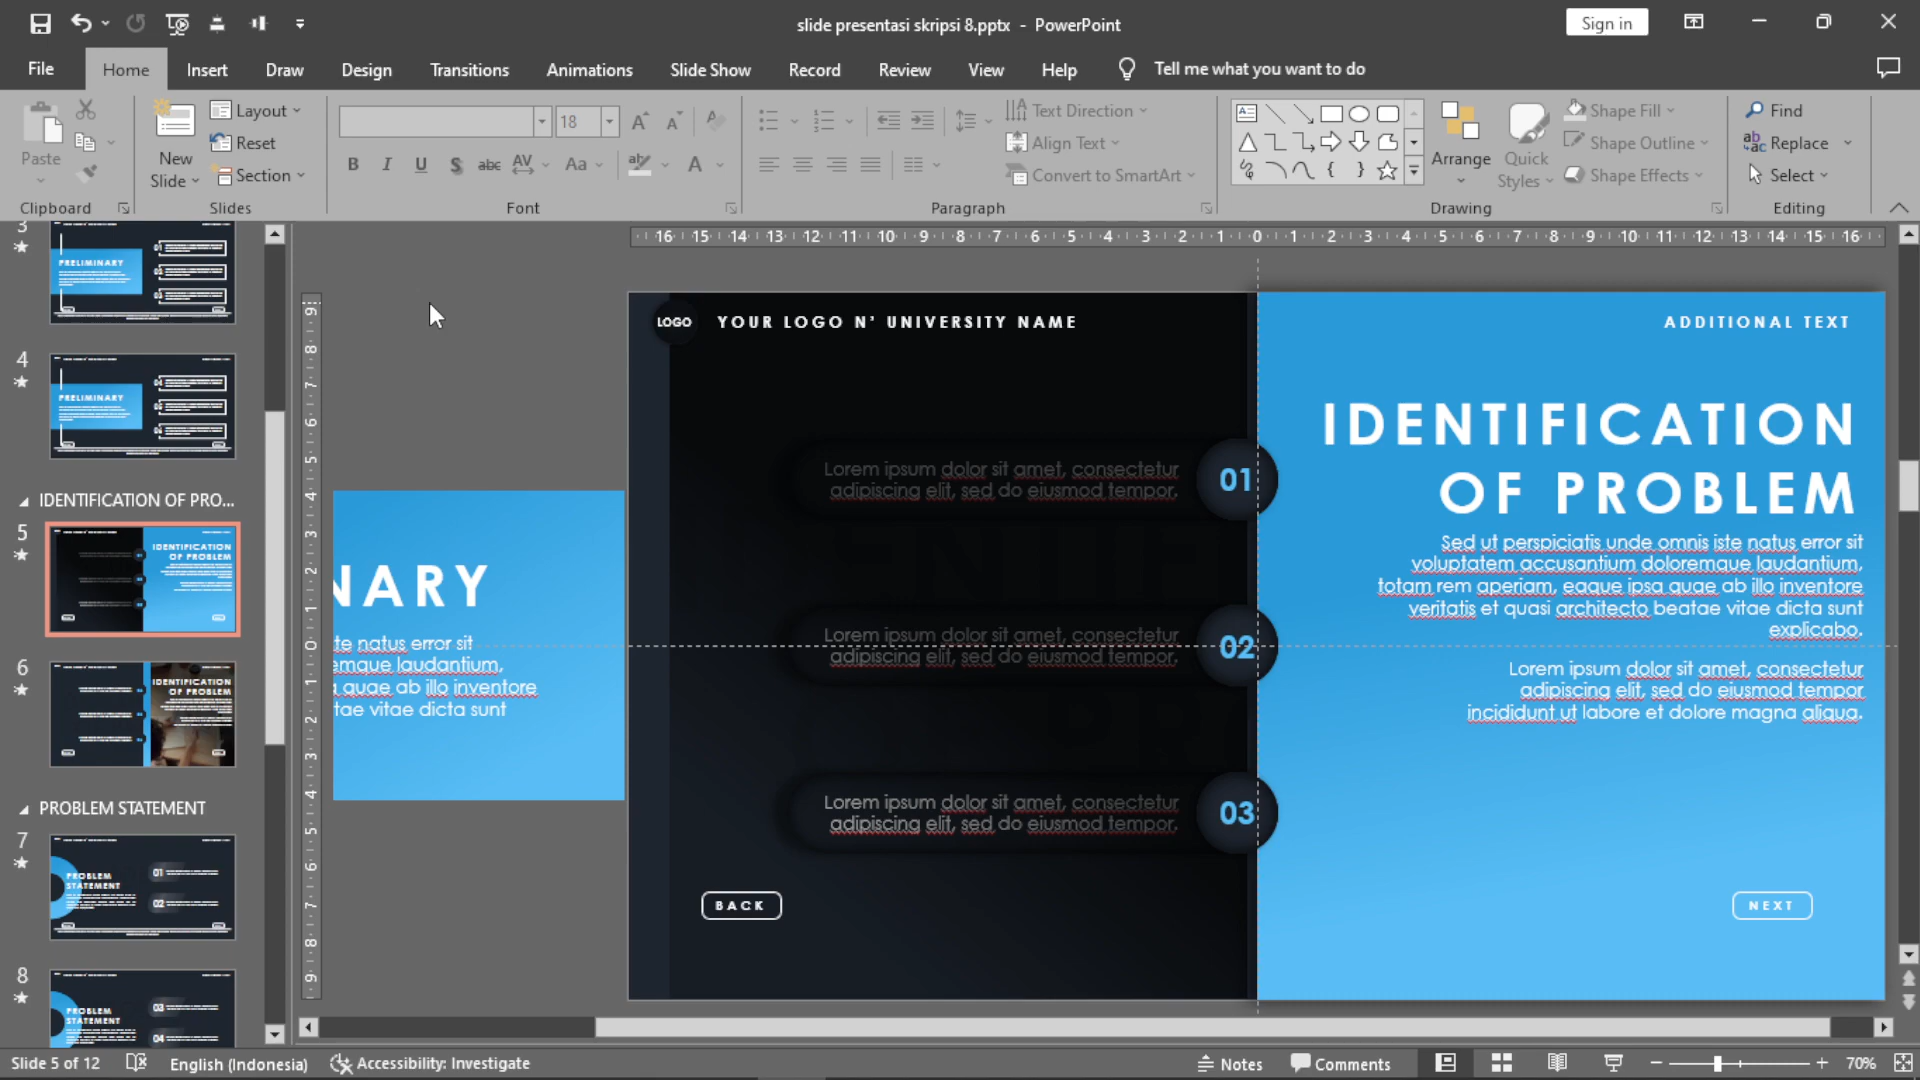 slide presentasi skripsi 8.pptx - PowerPoint
Sign in
File
Home
Insert
Draw
Design
Transitions
Animations
Slide Show
Record
Review
View
Help
Tell me what you want to do
Paste
New
Slide
Layout
Reset
Section
18
Text Direction
Align Text
Convert to SmartArt
Arrange
Quick
Styles
Shape Fill
Shape Outline
Shape Effects
Find
Replace
Select
Clipboard
Slides
Font
Paragraph
Drawing
Editing
3
PRELIMINARY
4
PRELIMINARY
IDENTIFICATION OF PRO...
5
IDENTIFICATION
OF PROBLEM
6
IDENTIFICATION
OF PROBLEM
PROBLEM STATEMENT
7
PROBLEM
STATEMENT
01
02
8
PROBLEM
STATEMENT
03
04
NARY
te natus error sit
emque laudantium,
quae ab illo inventore
tae vitae dicta sunt
LOGO
YOUR LOGO N' UNIVERSITY NAME
ADDITIONAL TEXT
Lorem ipsum dolor sit amet, consectetur
adipiscing elit, sed do eiusmod tempor.
01
Lorem ipsum dolor sit amet, consectetur
adipiscing elit, sed do eiusmod tempor.
02
Lorem ipsum dolor sit amet, consectetur
adipiscing elit, sed do eiusmod tempor.
03
IDENTIFICATION
OF PROBLEM
Sed ut perspiciatis unde omnis iste natus error sit
voluptatem accusantium doloremque laudantium,
totam rem aperiam, eaque ipsa quae ab illo inventore
veritatis et quasi architecto beatae vitae dicta sunt
explicabo.
Lorem ipsum dolor sit amet, consectetur
adipiscing elit, sed do eiusmod tempor
incididunt ut labore et dolore magna aliqua.
BACK
NEXT
Slide 5 of 12
English (Indonesia)
Accessibility: Investigate
Notes
Comments
70%